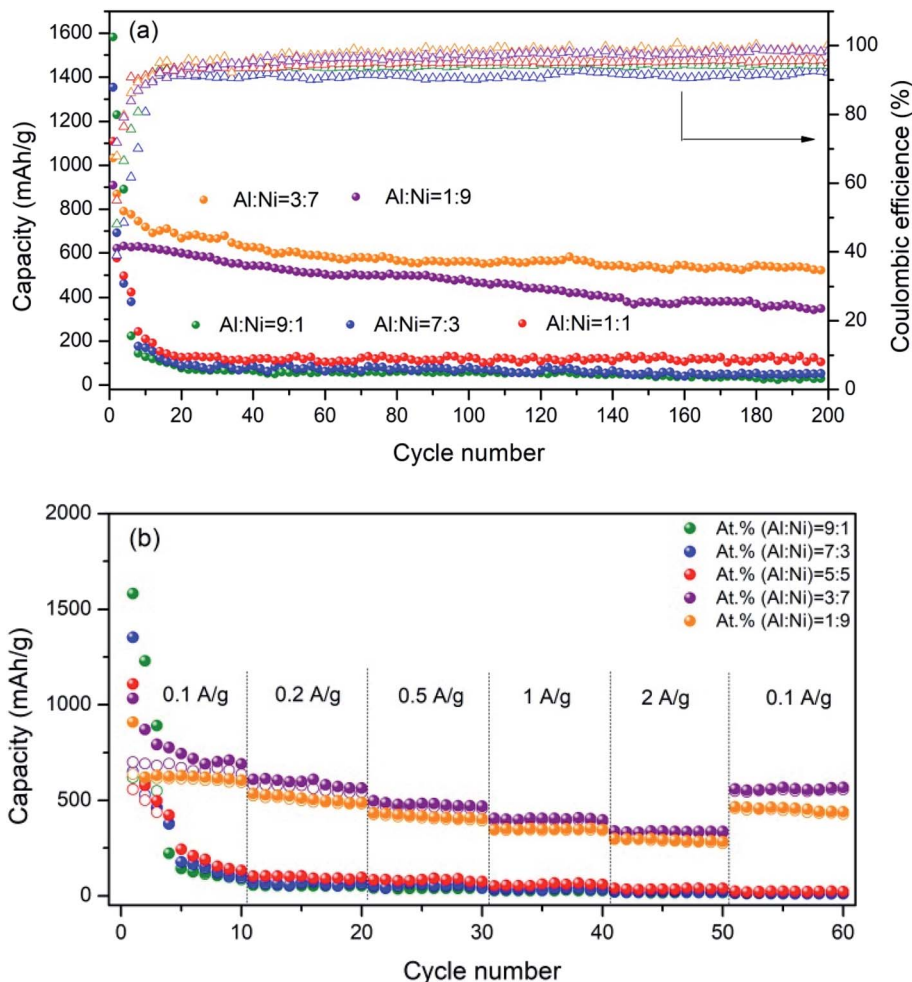 (a)
Capacity (mAh/g)
1600
1400
1200
1000
800
600
400
200
0
Al:Ni=3:7
Al:Ni=1:9
Al:Ni=9:1
Al:Ni=7:3
Al:Ni=1:1
100
80
60
40
20
0
Coulombic efficience (%)
0 20 40 60 80 100 120 140 160 180 200
Cycle number
(b)
Capacity (mAh/g)
2000
1500
1000
500
0
At.% (Al:Ni)=9:1
At.% (Al:Ni)=7:3
At.% (Al:Ni)=5:5
At.% (Al:Ni)=3:7
At.% (Al:Ni)=1:9
0.1 A/g
0.2 A/g
0.5 A/g
1 A/g
2 A/g
0.1 A/g
0 10 20 30 40 50 60
Cycle number